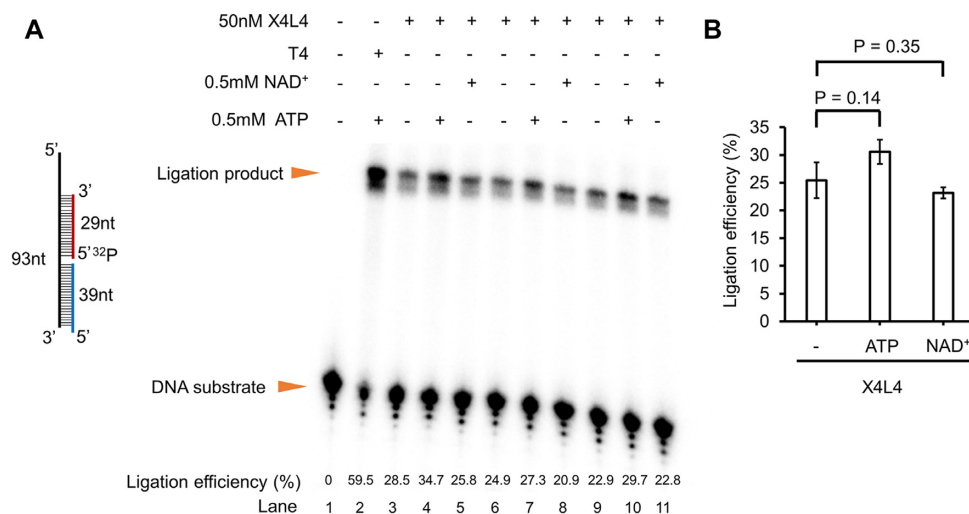 A
50nM X4L4 - - + + + + + + + + +
T4 - + - - - - - - - - -
0.5mM NAD⁺ - - - - + - - + - - +
0.5mM ATP - + - + - - + - - + -
Ligation product
5’
3’
29nt
5’ ³²P
93nt
39nt
3’ 5’
DNA substrate
Ligation efficiency (%) 0 59.5 28.5 34.7 25.8 24.9 27.3 20.9 22.9 29.7 22.8
Lane 1 2 3 4 5 6 7 8 9 10 11
B
P = 0.35
P = 0.14
Ligation efficiency (%)
35
30
25
20
15
10
5
0
- ATP NAD⁺
X4L4